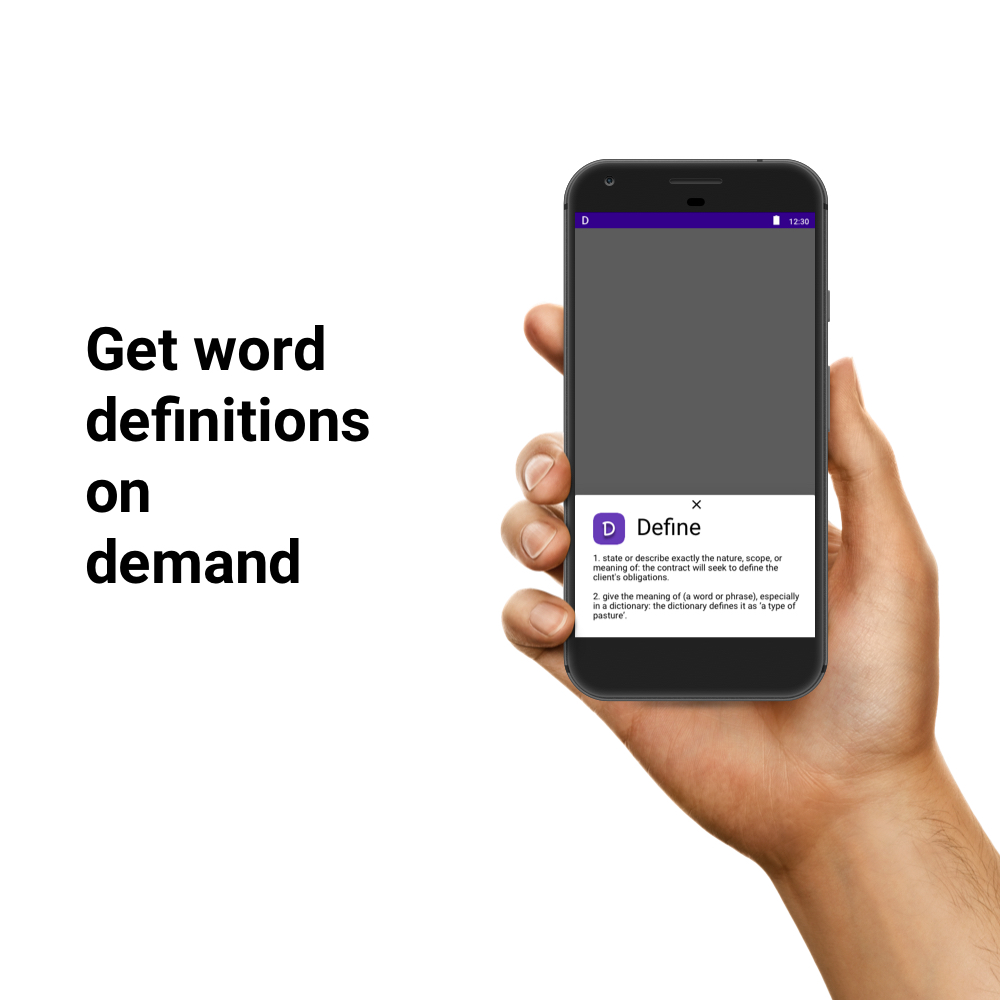 Get word
definitions
on
demand
D
12:30
×
D Define
1. state or describe exactly the nature, scope, or
meaning of: the contract will seek to define the
client's obligations.
2. give the meaning of (a word or phrase), especially
in a dictionary: the dictionary defines it as ‘a type of
pasture’.